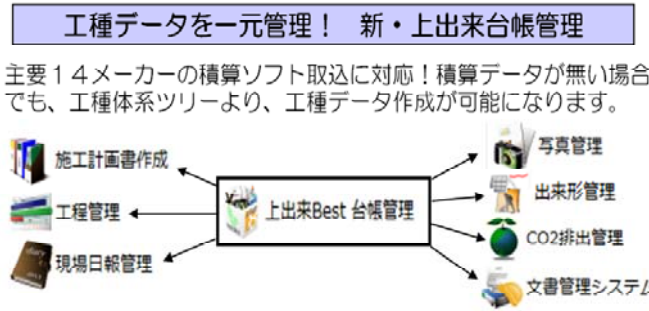 工種データを一元管理！ 新・上出来台帳管理
主要１４メーカーの積算ソフト取込に対応！積算データが無い場合
でも、工種体系ツリーより、工種データ作成が可能になります。
施工計画書作成
工程管理
現場日報管理
上出来Best 台帳管理
写真管理
出来形管理
CO2排出管理
文書管理システム